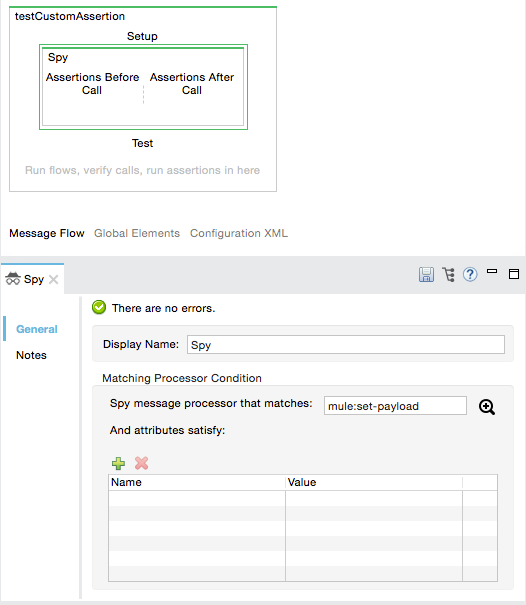 testCustomAssertion
Setup
Spy
Assertions Before Call
Assertions After Call
Test
Run flows, verify calls, run assertions in here
Message Flow Global Elements Configuration XML
Spy
There are no errors.
General
Notes
Display Name: Spy
Matching Processor Condition
Spy message processor that matches: mule:set-payload
And attributes satisfy:
Name Value